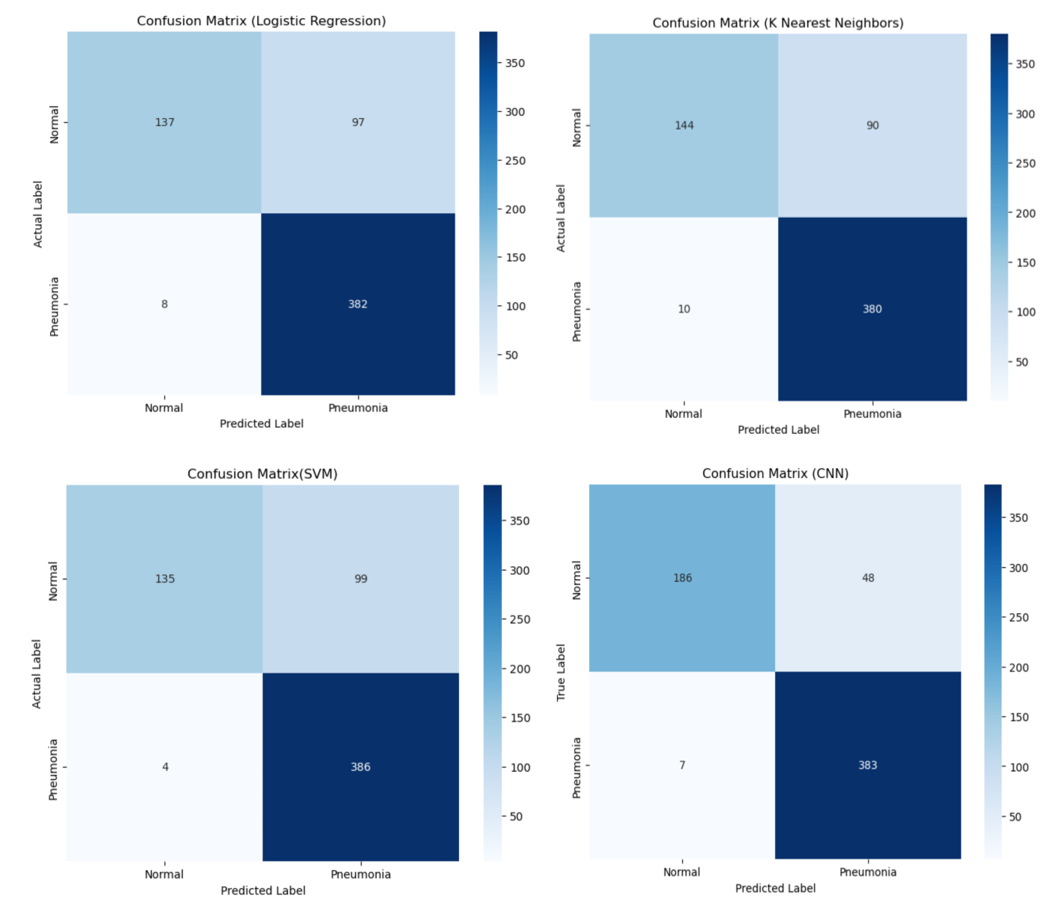 Confusion Matrix (Logistic Regression)
Actual Label
Normal
Pneumonia
137
97
8
382
Normal
Pneumonia
Predicted Label
350
300
250
200
150
100
50
Confusion Matrix (K Nearest Neighbors)
Actual Label
Normal
Pneumonia
144
90
10
380
Normal
Pneumonia
Predicted Label
350
300
250
200
150
100
50
Confusion Matrix(SVM)
Actual Label
Normal
Pneumonia
135
99
4
386
Normal
Pneumonia
Predicted Label
350
300
250
200
150
100
50
Confusion Matrix (CNN)
True Label
Normal
Pneumonia
186
48
7
383
Normal
Pneumonia
Predicted Label
350
300
250
200
150
100
50